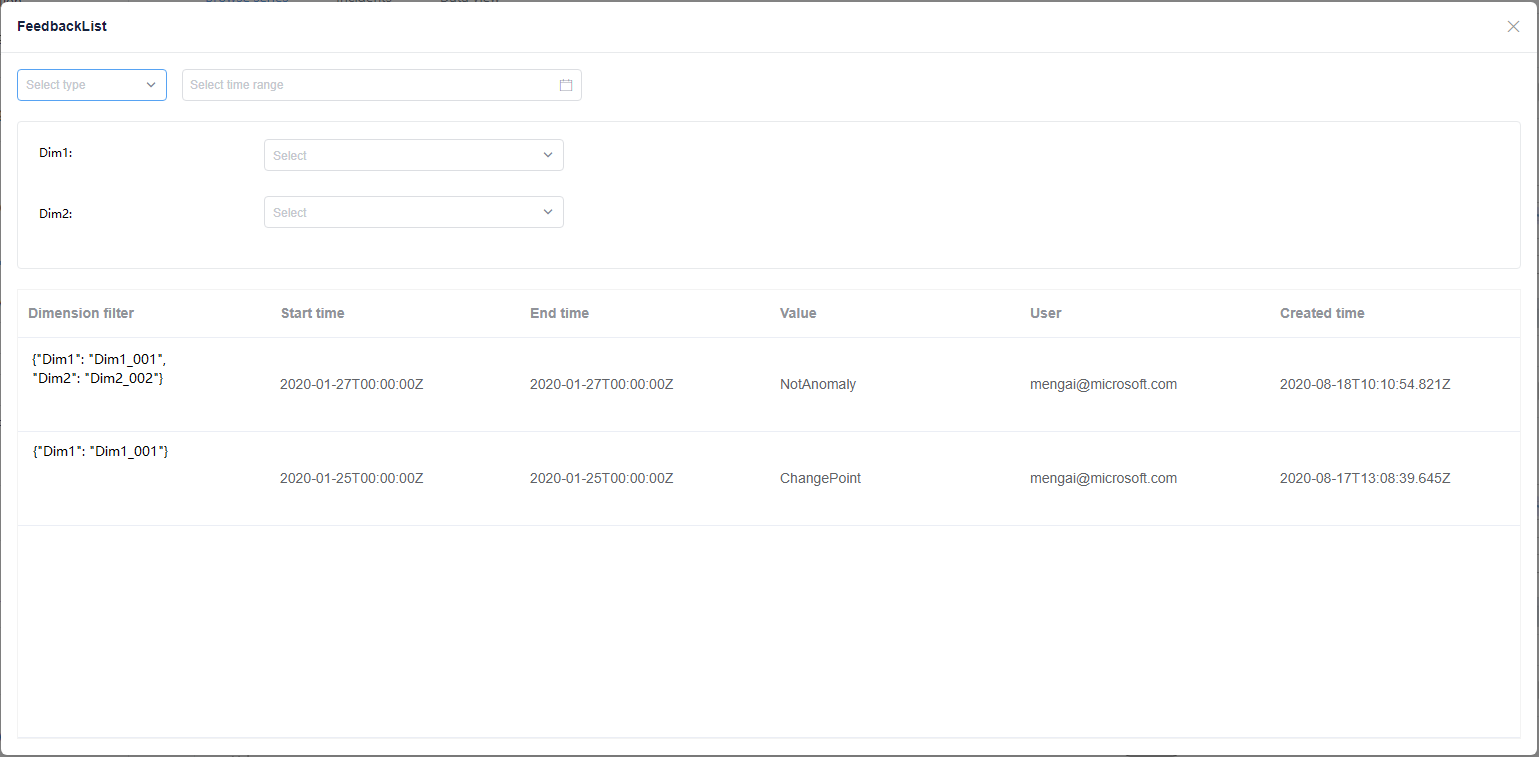 FeedbackList
Select type
Select time range
Dim1:
Select
Dim2:
Select
Dimension filter Start time End time Value User Created time
{"Dim1": "Dim1_001",
"Dim2": "Dim2_002"}
2020-01-27T00:00:00Z 2020-01-27T00:00:00Z NotAnomaly mengai@microsoft.com 2020-08-18T10:10:54.821Z
{"Dim1": "Dim1_001"}
2020-01-25T00:00:00Z 2020-01-25T00:00:00Z ChangePoint mengai@microsoft.com 2020-08-17T13:08:39.645Z